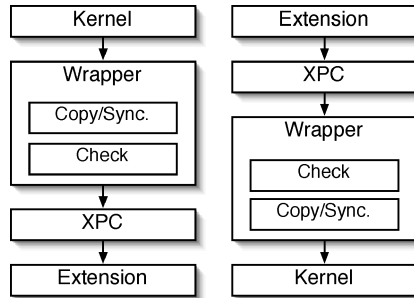 Kernel
Wrapper
Copy/Sync.
Check
XPC
Extension
Extension
XPC
Wrapper
Check
Copy/Sync.
Kernel